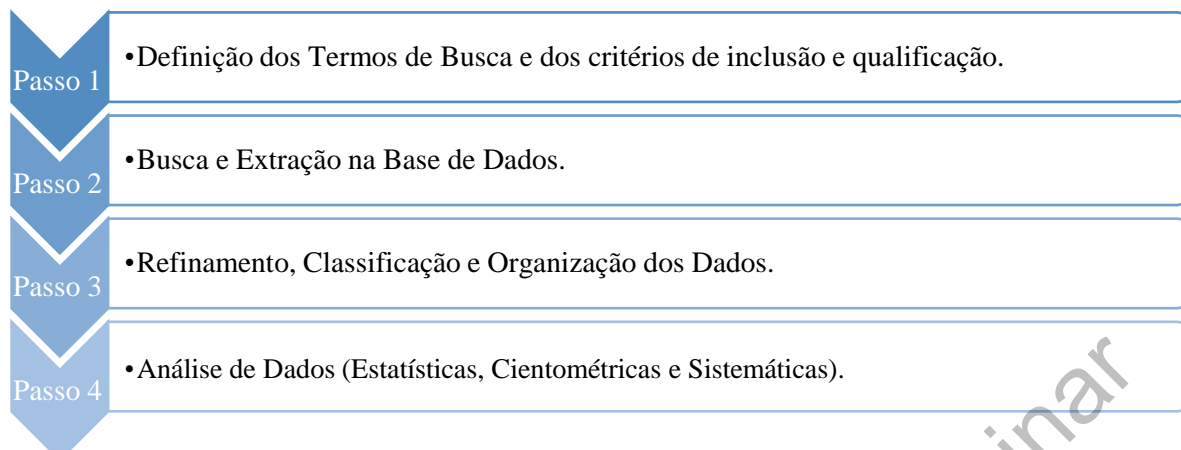 Passo 1
•Definição dos Termos de Busca e dos critérios de inclusão e qualificação.
Passo 2
•Busca e Extração na Base de Dados.
Passo 3
•Refinamento, Classificação e Organização dos Dados.
Passo 4
•Análise de Dados (Estatísticas, Cientométricas e Sistemáticas).
inar